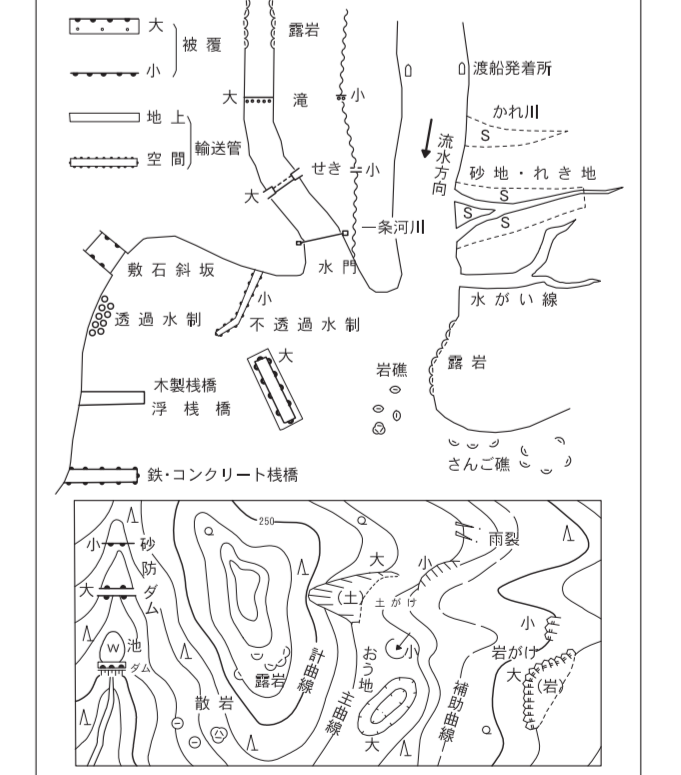 大
被覆
小
地上
輸送管
空間
露岩
大 滝 小
せき 小
大
渡船発着所
かれ川
S
流水方向
砂地・れき地
S
S
S
一条河川
水門
敷石斜坂
小
透過水制
不透過水制
水がい線
大
露岩
岩礁
木製桟橋
浮桟橋
さんご礁
鉄・コンクリート桟橋
250
小 砂防ダム
大
W 池
ダム
雨裂
大 小
(土) 土がけ
小
岩がけ
大
(岩)
おう地
小
大
露岩
散岩
計曲線
主曲線
補助曲線